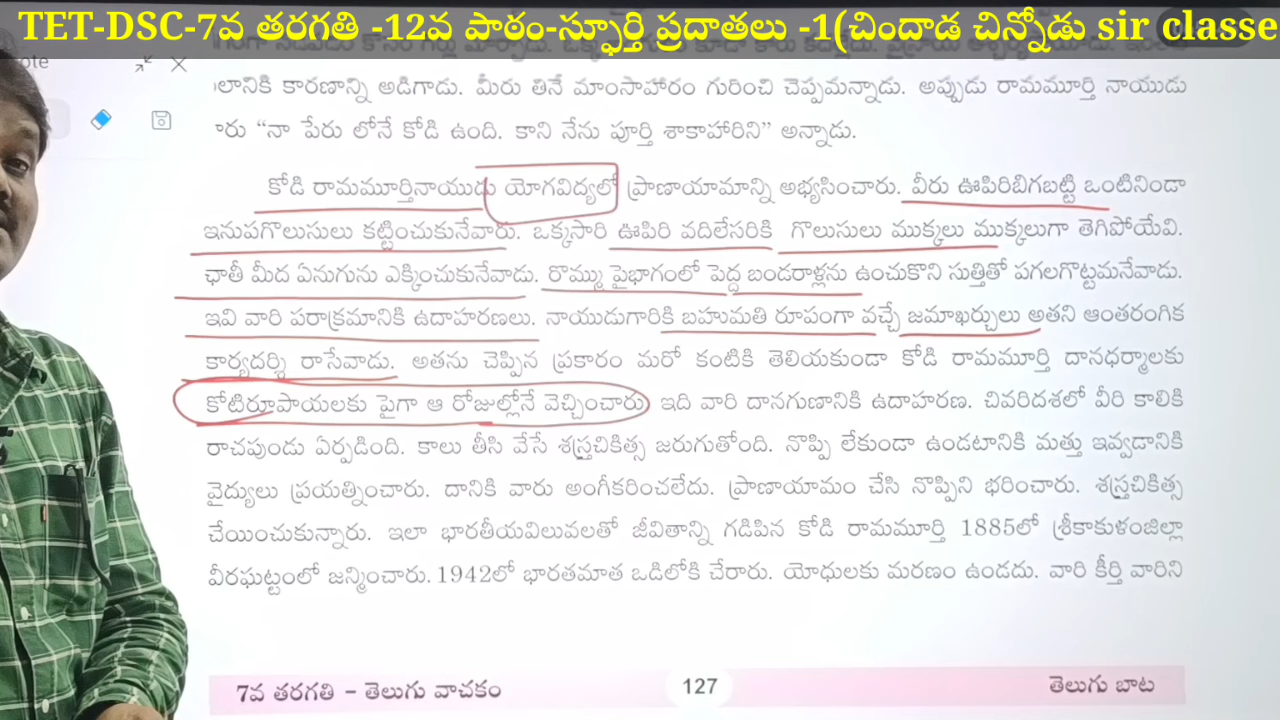 TET-DSC-7వ తరగతి -12వ పాఠం-స్ఫూర్తి ప్రదాతలు -1(చిందాడ చిన్నోడు sir classe
ote
లానికి కారణాన్ని అడిగాడు. మీరు తినే మాంసాహారం గురించి చెప్పమన్నాడు. అప్పుడు రామమూర్తి నాయుడు
ారు “నా పేరు లోనే కోడి ఉంది. కాని నేను పూర్తి శాకాహారిని” అన్నాడు.
కోడి రామమూర్తినాయుడు యోగవిద్యలో ప్రాణాయామాన్ని అభ్యసించారు. వీరు ఊపిరిబిగబట్టి ఒంటినిండా
ఇనుపగొలుసులు కట్టించుకునేవారు. ఒక్కసారి ఊపిరి వదిలేసరికి గొలుసులు ముక్కలు ముక్కలుగా తెగిపోయేవి.
ఛాతీ మీద ఏనుగును ఎక్కించుకునేవాడు. రొమ్ము పైభాగంలో పెద్ద బండరాళ్లను ఉంచుకొని సుత్తితో పగలగొట్టమనేవాడు.
ఇవి వారి పరాక్రమానికి ఉదాహరణలు. నాయుడుగారికి బహుమతి రూపంగా వచ్చే జమాఖర్చులు అతని ఆంతరంగిక
కార్యదర్శి రాసేవాడు. అతను చెప్పిన ప్రకారం మరో కంటికి తెలియకుండా కోడి రామమూర్తి దానధర్మాలకు
కోటిరూపాయలకు పైగా ఆ రోజుల్లోనే వెచ్చించారు ఇది వారి దానగుణానికి ఉదాహరణ. చివరిదశలో వీరి కాలికి
రాచపుండు ఏర్పడింది. కాలు తీసి వేసే శస్త్రచికిత్స జరుగుతోంది. నొప్పి లేకుండా ఉండటానికి మత్తు ఇవ్వడానికి
వైద్యులు ప్రయత్నించారు. దానికి వారు అంగీకరించలేదు. ప్రాణాయామం చేసి నొప్పిని భరించారు. శస్త్రచికిత్స
చేయించుకున్నారు. ఇలా భారతీయవిలువలతో జీవితాన్ని గడిపిన కోడి రామమూర్తి 1885లో శ్రీకాకుళంజిల్లా
వీరఘట్టంలో జన్మించారు. 1942లో భారతమాత ఒడిలోకి చేరారు. యోధులకు మరణం ఉండదు. వారి కీర్తి వారిని
7వ తరగతి – తెలుగు వాచకం 127 తెలుగు బాట